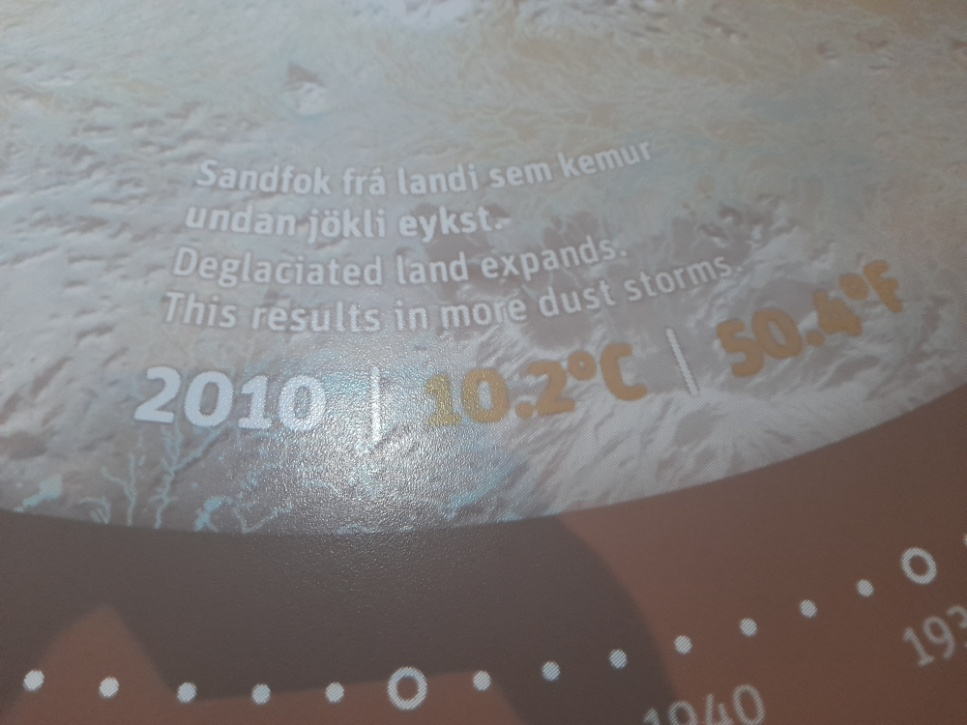 Sandfok frá landi sem kemur
undan jökli eykst.
Deglaciated land expands.
This results in more dust storms.
2010 | 10.2°C | 50.4°F
1940